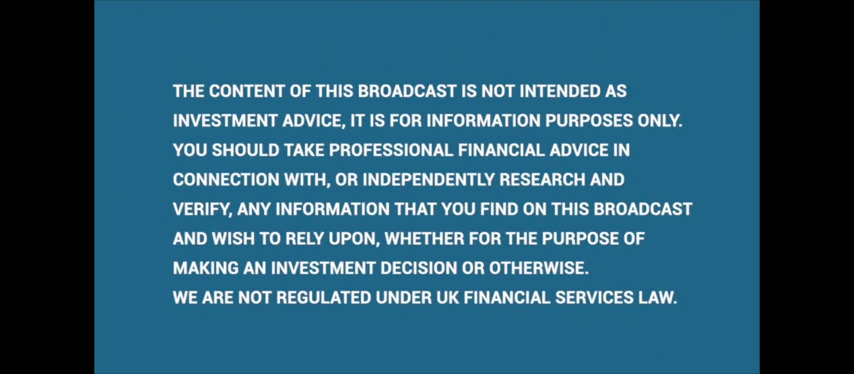 THE CONTENT OF THIS BROADCAST IS NOT INTENDED AS
INVESTMENT ADVICE, IT IS FOR INFORMATION PURPOSES ONLY.
YOU SHOULD TAKE PROFESSIONAL FINANCIAL ADVICE IN
CONNECTION WITH, OR INDEPENDENTLY RESEARCH AND
VERIFY, ANY INFORMATION THAT YOU FIND ON THIS BROADCAST
AND WISH TO RELY UPON, WHETHER FOR THE PURPOSE OF
MAKING AN INVESTMENT DECISION OR OTHERWISE.
WE ARE NOT REGULATED UNDER UK FINANCIAL SERVICES LAW.